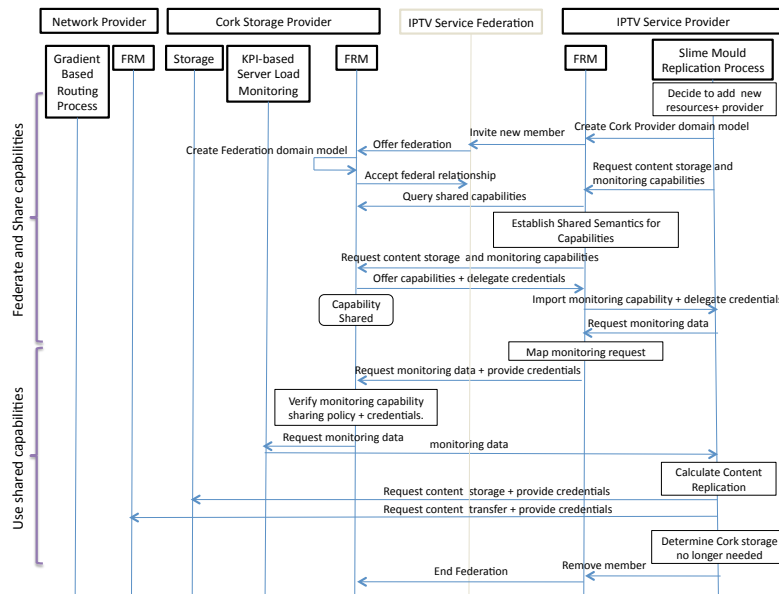 Network Provider
Cork Storage Provider
IPTV Service Federation
IPTV Service Provider
Gradient
Based
Routing
Process
FRM
Storage
KPI-based
Server Load
Monitoring
FRM
FRM
Slime Mould
Replication Process
Decide to add new
resources+ provider
Create Cork Provider domain model
Invite new member
Offer federation
Create Federation domain model
Request content storage and
monitoring capabilities
Accept federal relationship
Query shared capabilities
Establish Shared Semantics for
Capabilities
Request content storage and monitoring capabilities
Offer capabilities + delegate credentials
Capability
Shared
Import monitoring capability + delegate credentials
Request monitoring data
Map monitoring request
Request monitoring data + provide credentials
Verify monitoring capability
sharing policy + credentials.
Request monitoring data
monitoring data
Calculate Content
Replication
Request content storage + provide credentials
Request content transfer + provide credentials
Determine Cork storage
no longer needed
Remove member
End Federation
Federate and Share capabilities
Use shared capabilities